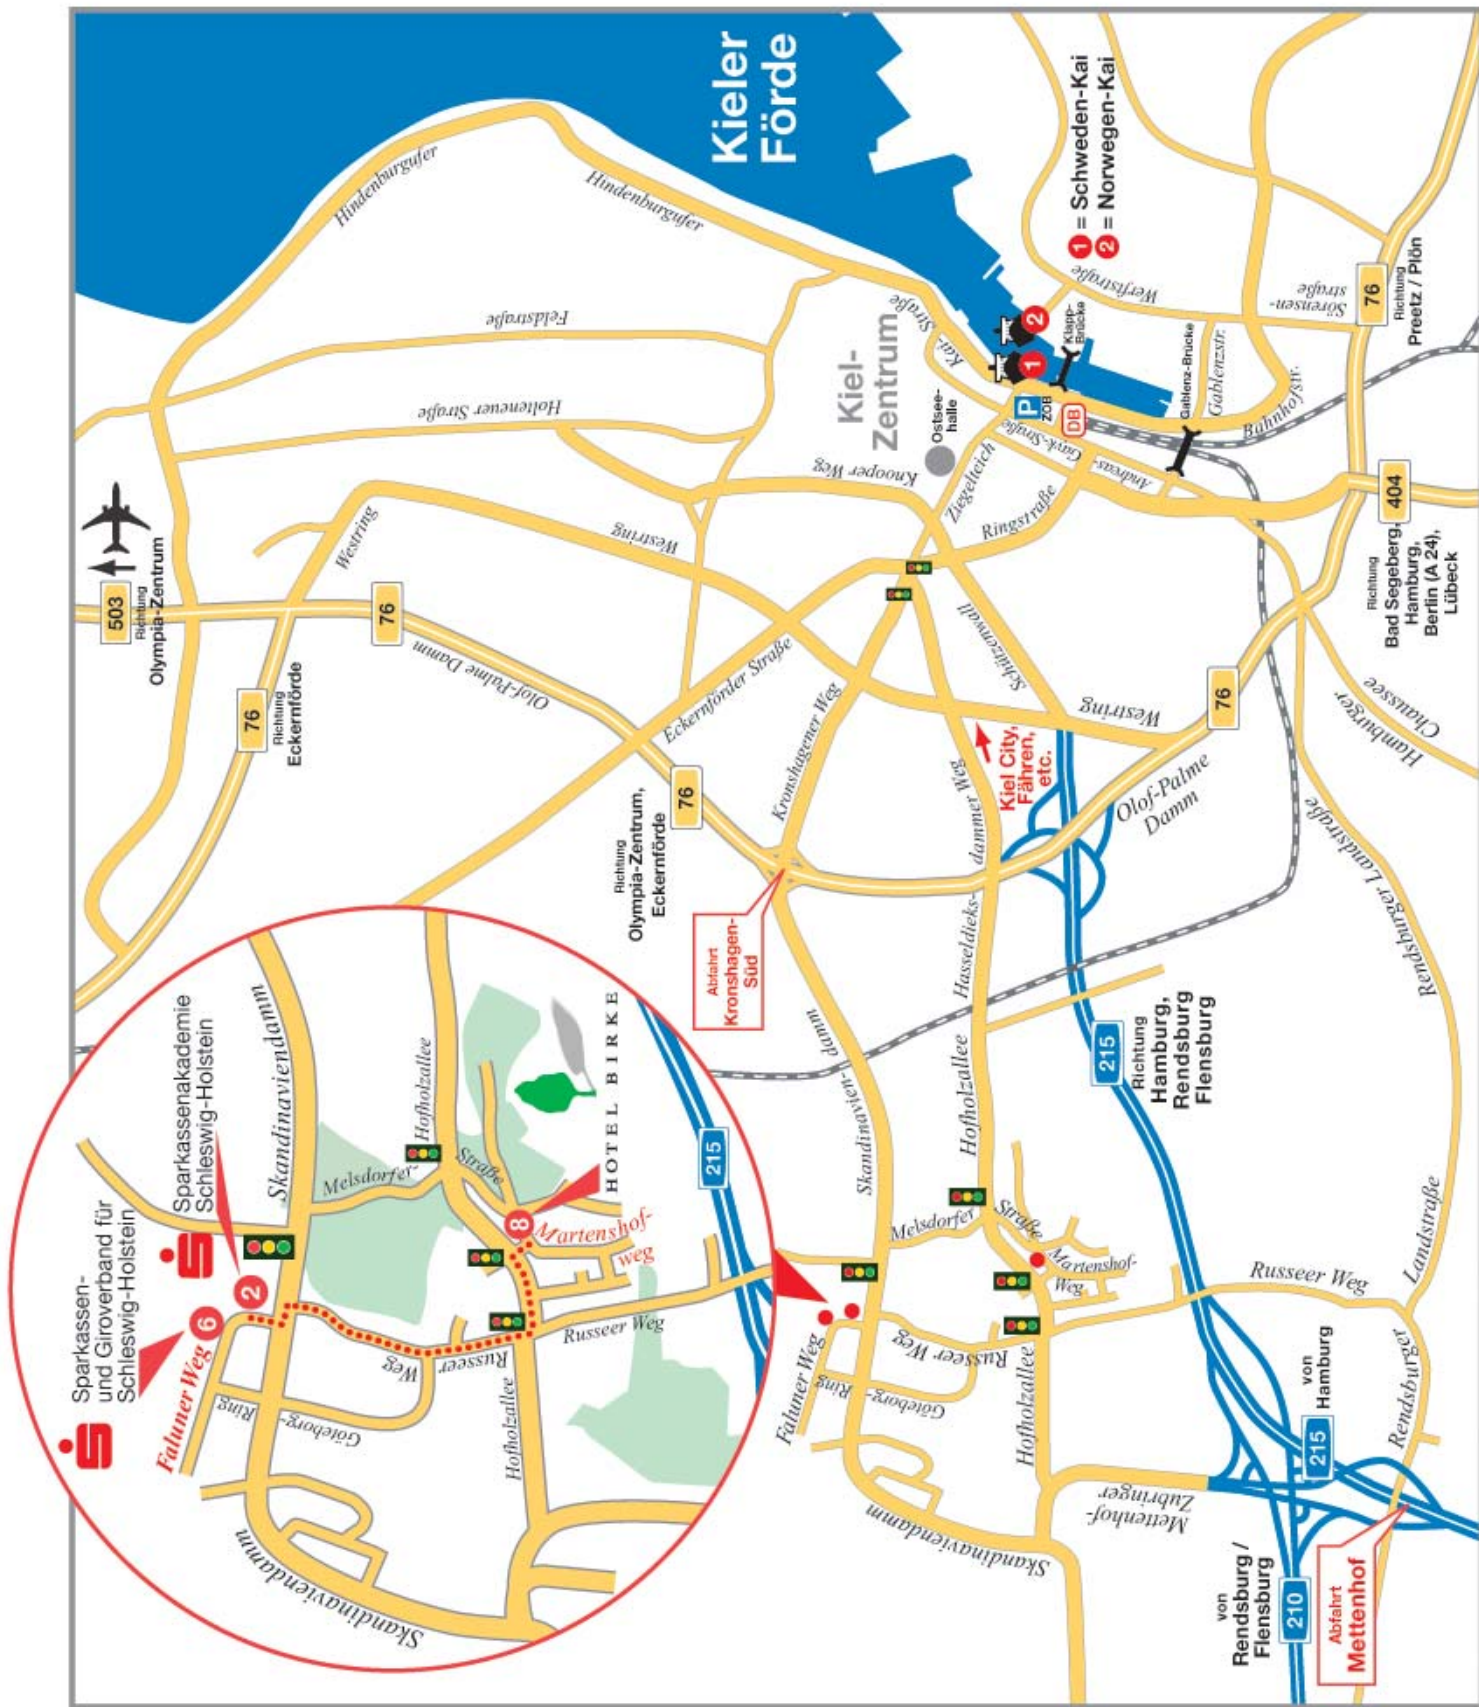 Kieler
Förde
1 = Schweden-Kai
2 = Norwegen-Kai
Hindenburgufer
Hindenburgufer
Feldstraße
Holteneuer Straße
Knooper Weg
Westring
Westring
Kiel-
Zentrum
Ostsee-
halle
Kai-
Straße
1
2
P
ZOB
DB
Klapp-
Brücke
Werftstraße
Gablenz-Brücke
Gablenzstr.
Sörensen-
straße
Bahnhofstr.
76
Richtung
Preetz / Plön
Ziegelteich
Andreas-
Gayk-Straße
Ringstraße
404
Richtung
Bad Segeberg,
Hamburg,
Berlin (A 24),
Lübeck
503
Richtung
Olympia-Zentrum
76
Richtung
Eckernförde
76
Olof-Palme Damm
Eckernförder Straße
Kronshagener Weg
Schützenwall
Westring
76
Hamburger
Chaussee
Kiel City,
Fähren,
etc.
Olof-Palme
Damm
Rendsburger Landstraße
76
Richtung
Olympia-Zentrum,
Eckernförde
Abfahrt
Kronshagen-
Süd
Hasseldieks-
dammer Weg
Skandinavien-
damm
Hofholzallee
215
Richtung
Hamburg,
Rendsburg
Flensburg
215
Melsdorfer
Straße
Martenshof-
Weg
Russeer Weg
Landstraße
Rendsburger
Faluner Weg
Göteborg-
Ring
Russeer
Weg
Hofholzallee
Skandinaviendamm
Mettenhof-
Zubringer
von
Hamburg
215
von
Rendsburg /
Flensburg
210
Abfahrt
Mettenhof
Sparkassen-
und Giroverband für
Schleswig-Holstein
Sparkassenakademie
Schleswig-Holstein
6
2
Faluner Weg
Skandinaviendamm
Melsdorfer-
Straße
Hofholzallee
8
Martenshof-
weg
HOTEL BIRKE
Göteborg-
Ring
Russeer
Weg
Russeer Weg
Hofholzallee
Skandinaviendamm